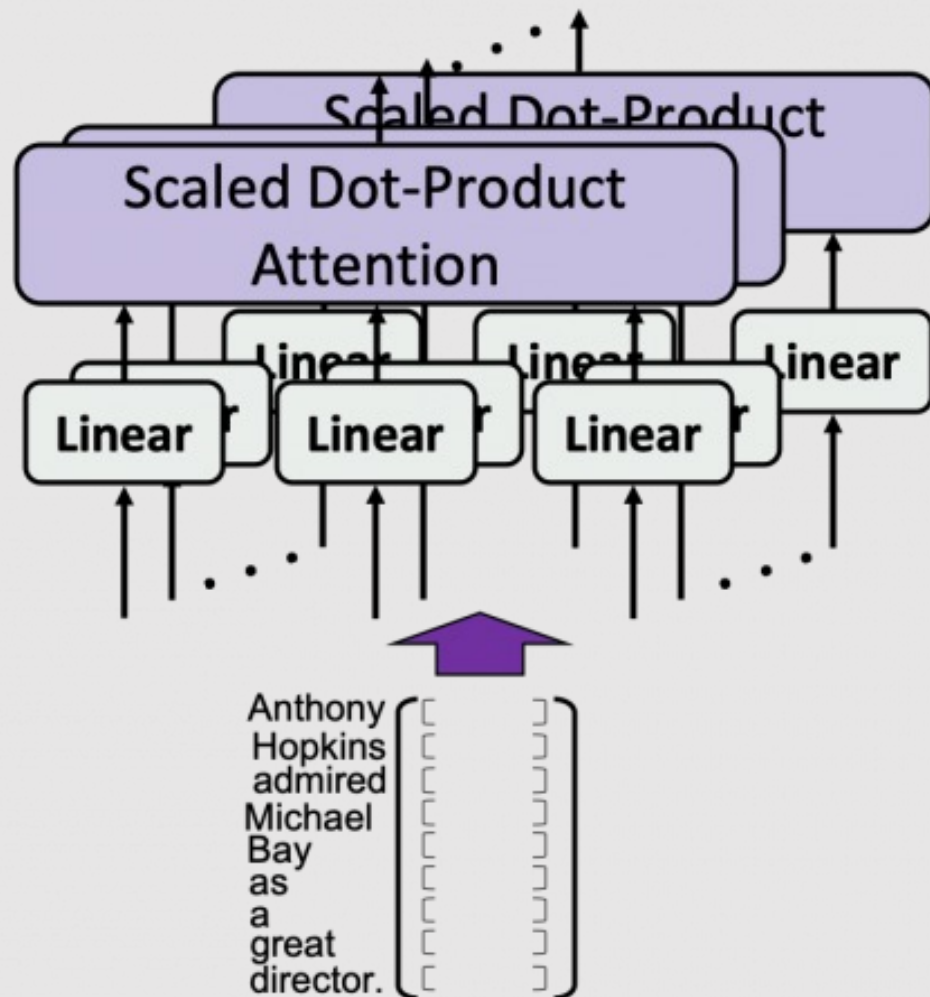 Scaled Dot-Product
Scaled Dot-Product
Attention
Linear
Linear
Linear
Linear
Linear
Linear
Anthony
Hopkins
admired
Michael
Bay
as
a
great
director.